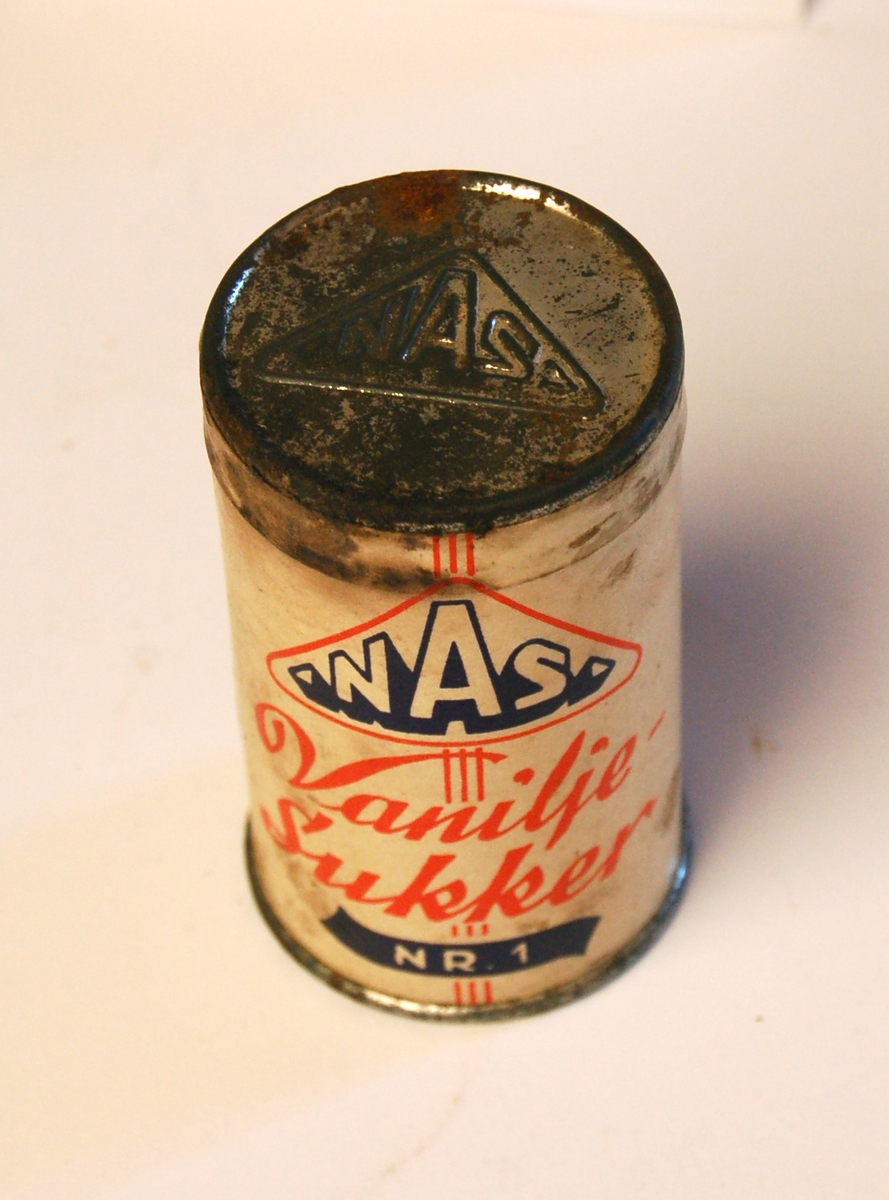 NAS
NAS
Vanilje-
Sukker
NR. 1